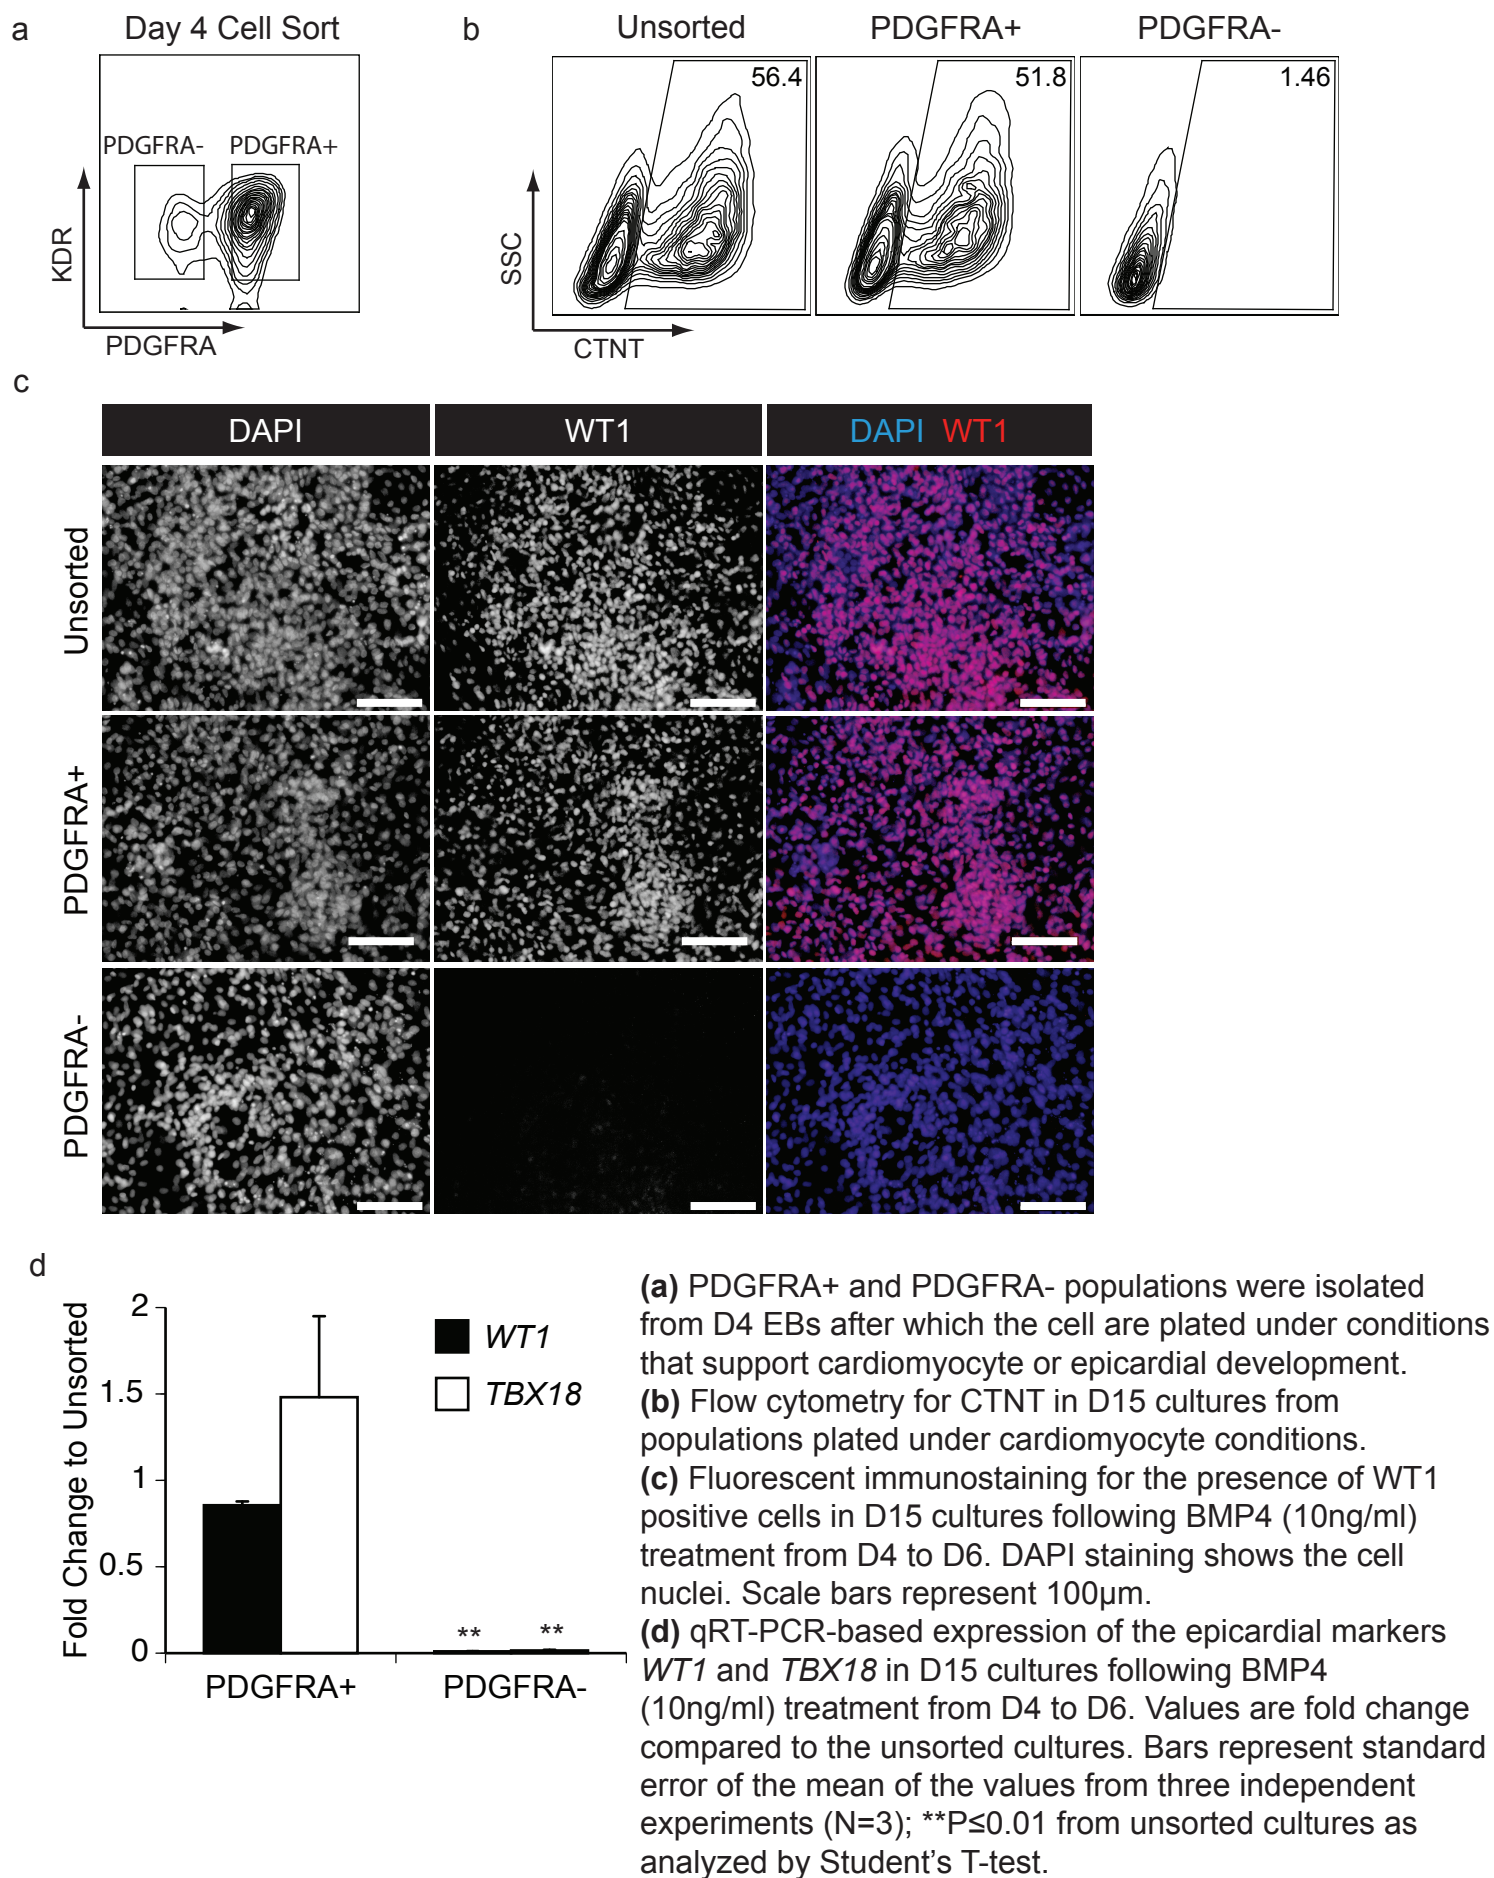 a
Day 4 Cell Sort
PDGFRA-
PDGFRA+
KDR
PDGFRA
b
Unsorted
PDGFRA+
PDGFRA-
56.4
51.8
1.46
SSC
CTNT
c
DAPI
WT1
DAPI WT1
Unsorted
PDGFRA+
PDGFRA-
d
Fold Change to Unsorted
2
1.5
1
0.5
0
WT1
TBX18
**
**
PDGFRA+
PDGFRA-
(a) PDGFRA+ and PDGFRA- populations were isolated
from D4 EBs after which the cell are plated under conditions
that support cardiomyocyte or epicardial development.
(b) Flow cytometry for CTNT in D15 cultures from
populations plated under cardiomyocyte conditions.
(c) Fluorescent immunostaining for the presence of WT1
positive cells in D15 cultures following BMP4 (10ng/ml)
treatment from D4 to D6. DAPI staining shows the cell
nuclei. Scale bars represent 100µm.
(d) qRT-PCR-based expression of the epicardial markers
WT1 and TBX18 in D15 cultures following BMP4
(10ng/ml) treatment from D4 to D6. Values are fold change
compared to the unsorted cultures. Bars represent standard
error of the mean of the values from three independent
experiments (N=3); **P≤0.01 from unsorted cultures as
analyzed by Student's T-test.